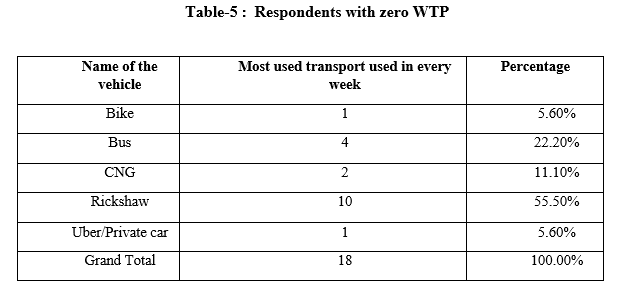 Table-5 : Respondents with zero WTP
Name of the vehicle Most used transport used in every week Percentage
Bike 1 5.60%
Bus 4 22.20%
CNG 2 11.10%
Rickshaw 10 55.50%
Uber/Private car 1 5.60%
Grand Total 18 100.00%